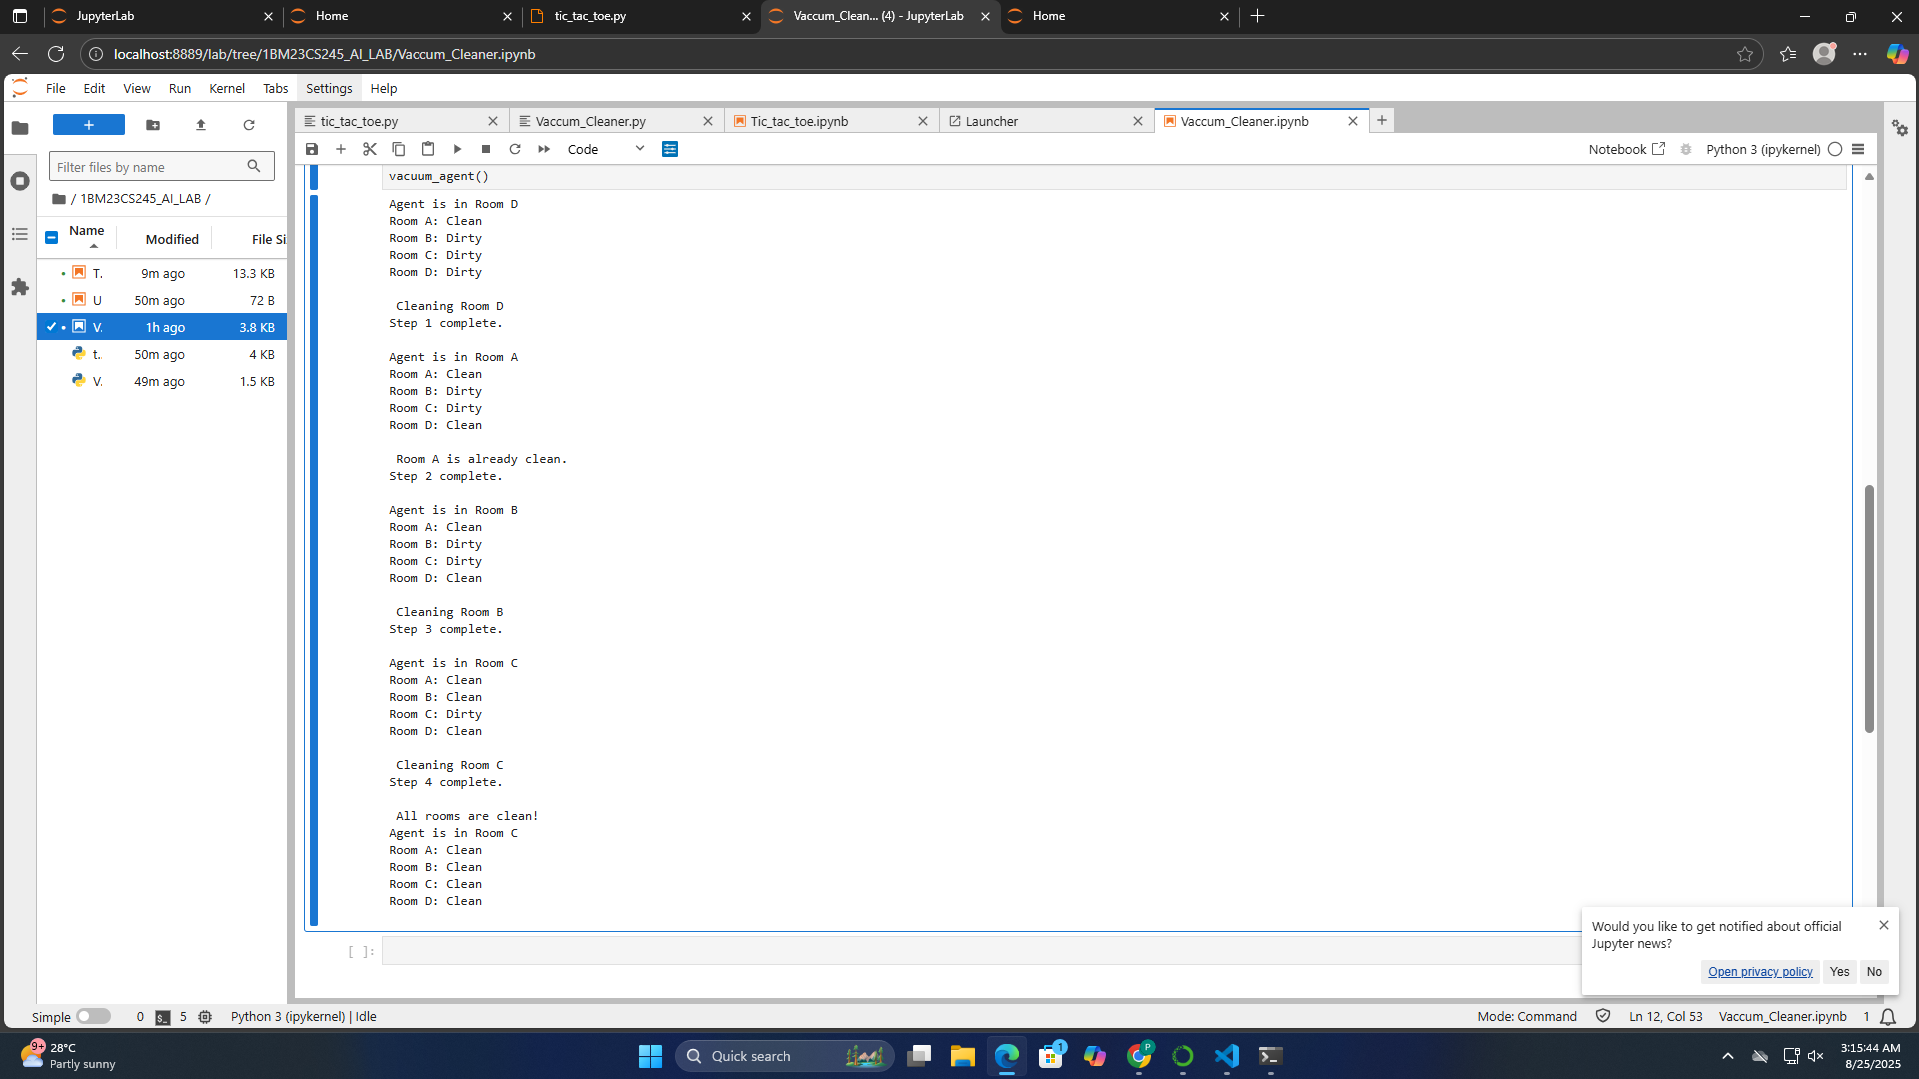 JupyterLab
Home
tic_tac_toe.py
Vaccum_Clean... (4) - JupyterLab
Home
localhost:8889/lab/tree/1BM23CS245_AI_LAB/Vaccum_Cleaner.ipynb
File Edit View Run Kernel Tabs Settings Help
tic_tac_toe.py
Vaccum_Cleaner.py
Tic_tac_toe.ipynb
Launcher
Vaccum_Cleaner.ipynb
Code
Notebook
Python 3 (ipykernel)
Filter files by name
/ 1BM23CS245_AI_LAB /
Name Modified File Si
T. 9m ago 13.3 KB
U 50m ago 72 B
V. 1h ago 3.8 KB
t.. 50m ago 4 KB
V. 49m ago 1.5 KB
vacuum_agent()
Agent is in Room D
Room A: Clean
Room B: Dirty
Room C: Dirty
Room D: Dirty
Cleaning Room D
Step 1 complete.
Agent is in Room A
Room A: Clean
Room B: Dirty
Room C: Dirty
Room D: Clean
Room A is already clean.
Step 2 complete.
Agent is in Room B
Room A: Clean
Room B: Dirty
Room C: Dirty
Room D: Clean
Cleaning Room B
Step 3 complete.
Agent is in Room C
Room A: Clean
Room B: Clean
Room C: Dirty
Room D: Clean
Cleaning Room C
Step 4 complete.
All rooms are clean!
Agent is in Room C
Room A: Clean
Room B: Clean
Room C: Clean
Room D: Clean
[ ]:
Would you like to get notified about official
Jupyter news?
Open privacy policy Yes No
Simple 0 5 Python 3 (ipykernel) | Idle
Mode: Command Ln 12, Col 53 Vaccum_Cleaner.ipynb 1
9+
28°C
Partly sunny
Quick search
1
P
3:15:44 AM
8/25/2025